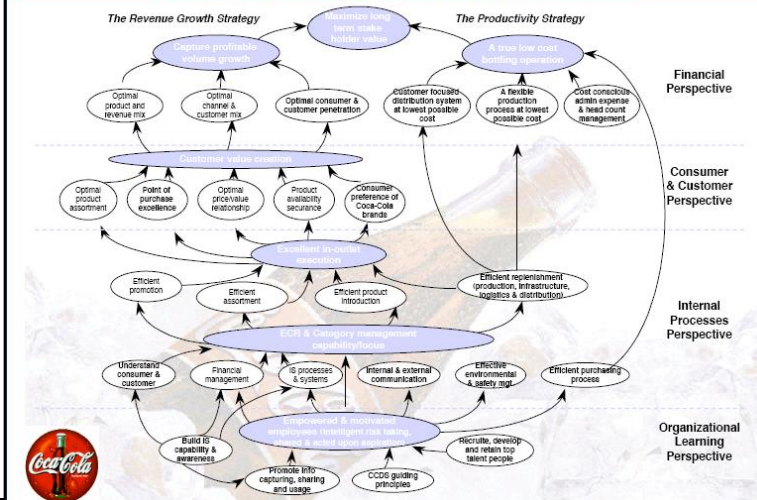 The Revenue Growth Strategy
Maximize long
term stake
holder value
The Productivity Strategy
Capture profitable
volume growth
A true low cost
bottling operation
Financial
Perspective
Optimal
product and
revenue mix
Optimal
channel &
customer mix
Optimal consumer &
customer penetration
Customer focused
distribution system
at lowest possible
cost
A flexible
production
process at lowest
possible cost
Cost conscious
admin expense
& head count
management
Customer value creation
Consumer
& Customer
Perspective
Optimal
product
assortment
Point of
purchase
excellence
Optimal
price/value
relationship
Product
availability
securance
Consumer
preference of
Coca-Cola
brands
Excellent in-outlet
execution
Efficient
promotion
Efficient
assortment
Efficient product
introduction
Efficient replenishment
(production, infrastructure,
logistics & distribution)
Internal
Processes
Perspective
ECR & Category management
capability/focus
Understand
consumer &
customer
Financial
management
IS processes
& systems
Internal & external
communication
Effective
environmental
& safety mgt.
Efficient purchasing
process
Empowered & motivated
employees (intelligent risk taking,
shared & acted upon aspiration)
Organizational
Learning
Perspective
Build IS
capability &
awareness
Promote info
capturing, sharing
and usage
CCDS guiding
principles
Recruite, develop
and retain top
talent people
Coca-Cola